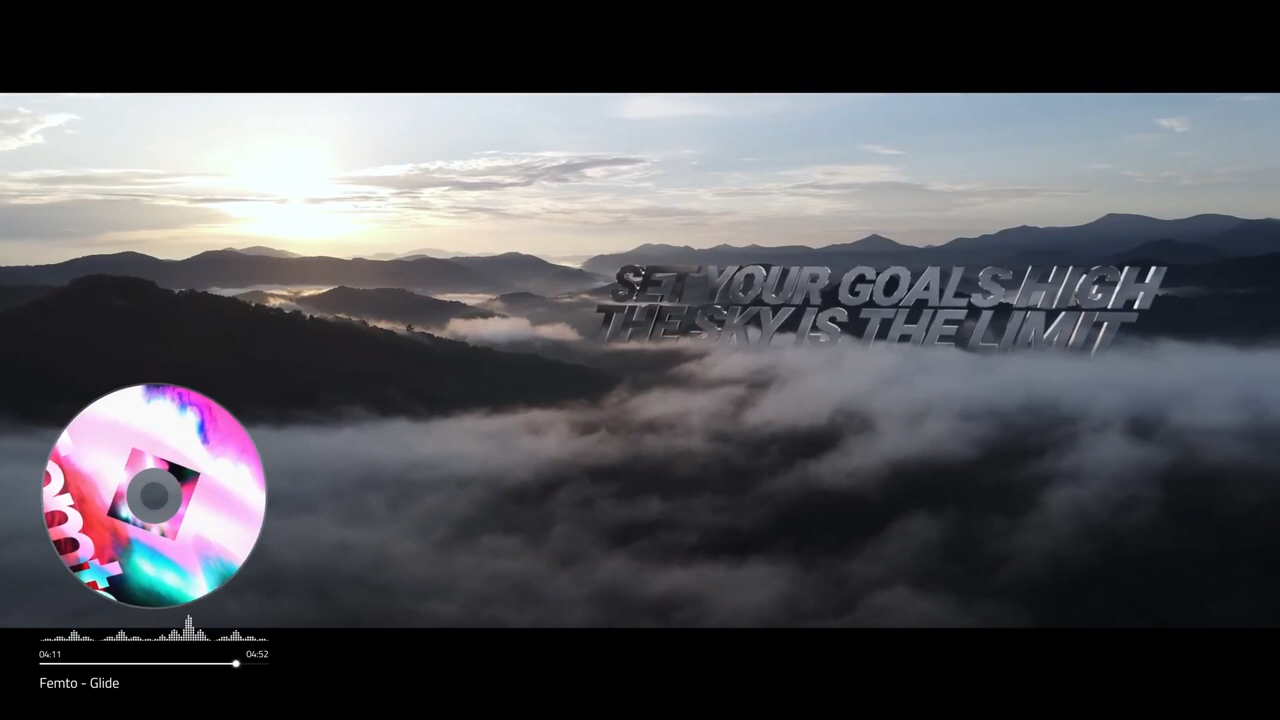 SET YOUR GOALS HIGH
THE SKY IS THE LIMIT
04:11
04:52
Femto - Glide